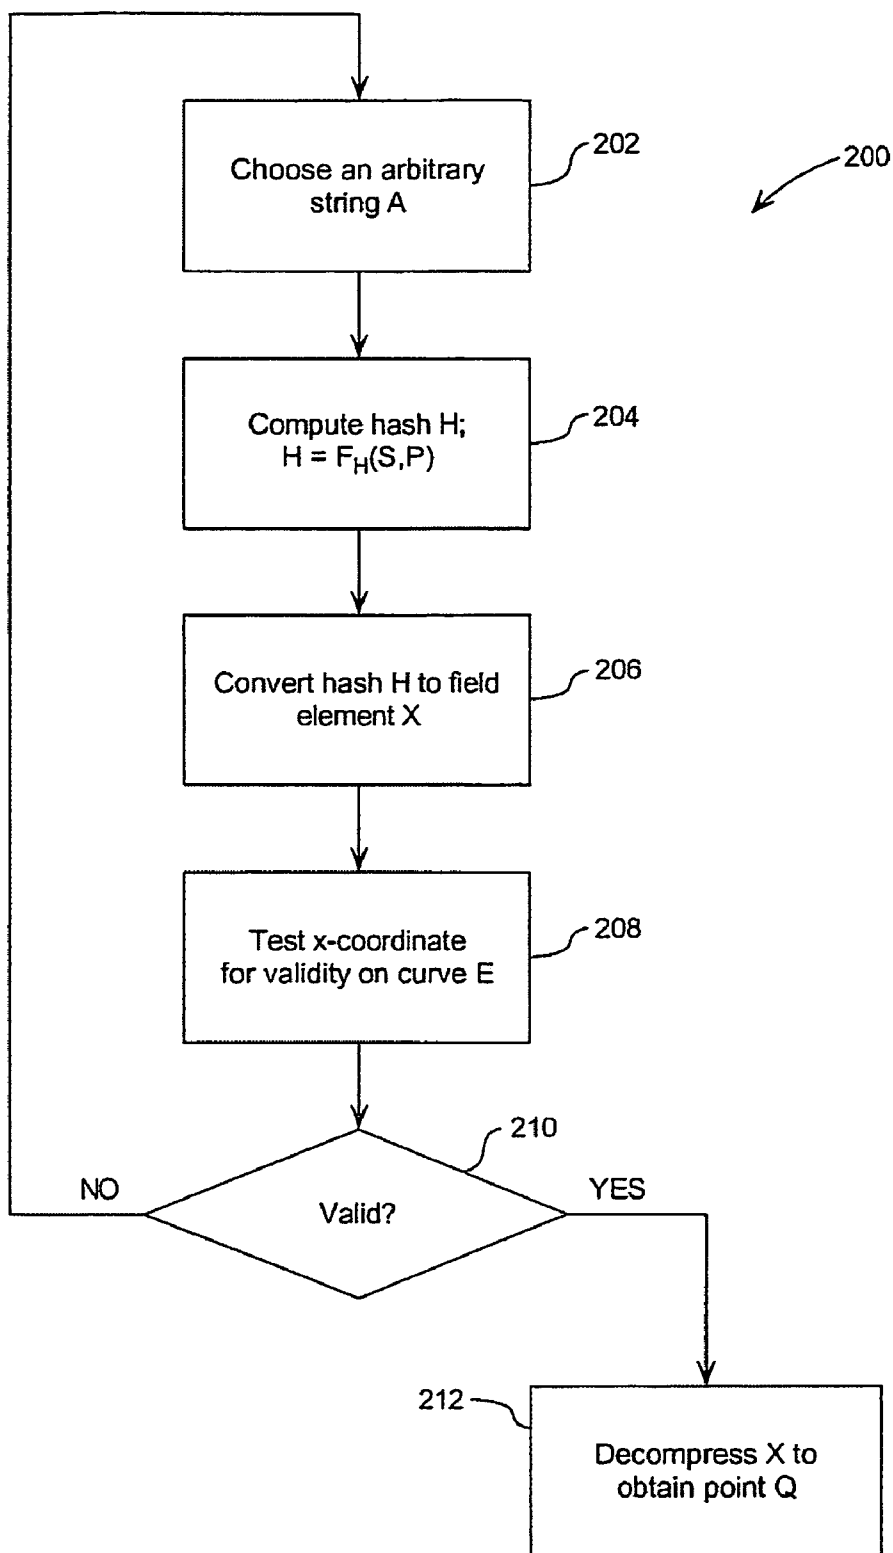 Choose an arbitrary
string A
202
200
Compute hash H;
H = F_H(S,P)
204
Convert hash H to field
element X
206
Test x-coordinate
for validity on curve E
208
210
NO
Valid?
YES
212
Decompress X to
obtain point Q